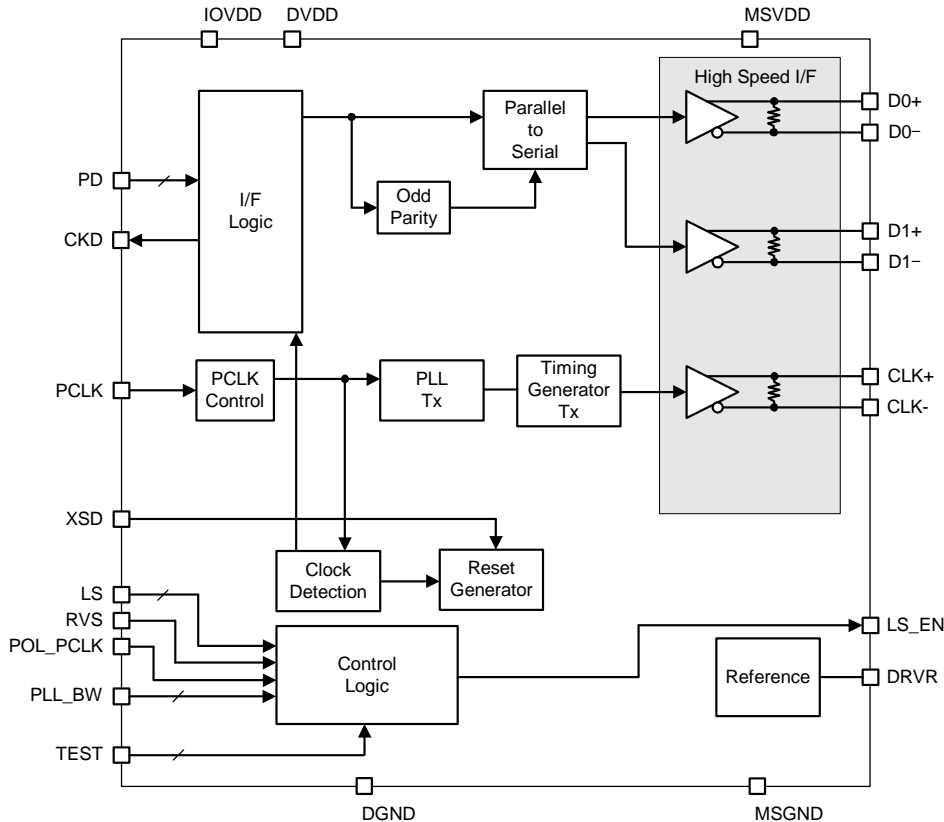 IOVDD
DVDD
MSVDD
High Speed I/F
D0+
D0−
Parallel
to
Serial
PD
I/F
Logic
Odd
Parity
CKD
D1+
D1−
PCLK
PCLK
Control
PLL
Tx
Timing
Generator
Tx
CLK+
CLK-
XSD
Clock
Detection
Reset
Generator
LS
RVS
POL_PCLK
PLL_BW
TEST
Control
Logic
LS_EN
Reference
DRVR
DGND
MSGND